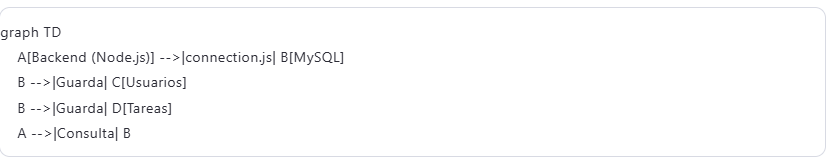 graph TD
A[Backend (Node.js)] -->|connection.js| B[MySQL]
B -->|Guarda| C[Usuarios]
B -->|Guarda| D[Tareas]
A -->|Consulta| B